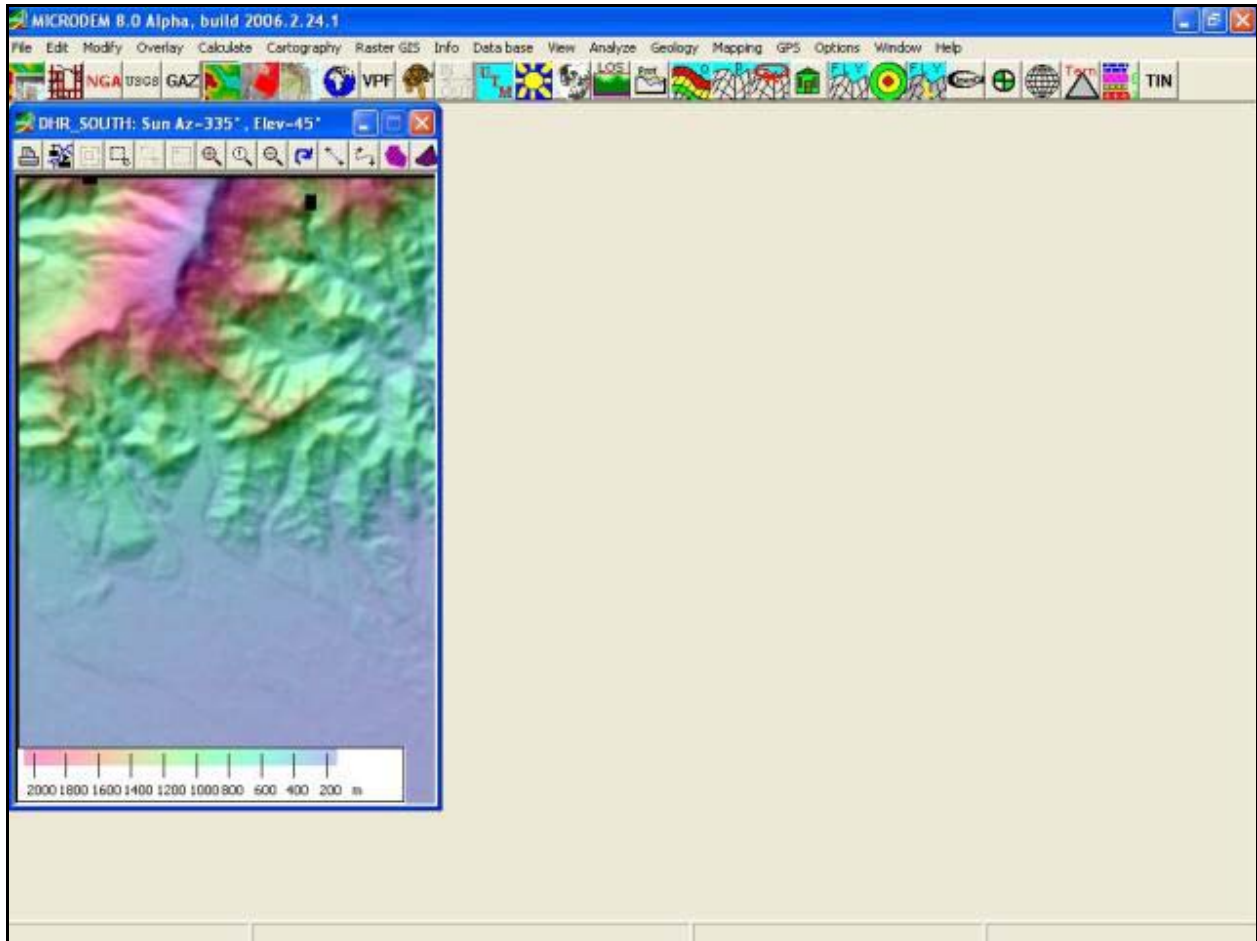 MICRODEM 8.0 Alpha, build 2006.2.24.1
File Edit Modify Overlay Calculate Cartography Raster GIS Info Data base View Analyze Geology Mapping GPS Options Window Help
NGA USGS GAZ VPF UTM LOS TIN
DHR_SOUTH: Sun Az=335°, Elev=45°
2000 1800 1600 1400 1200 1000 800 600 400 200 m